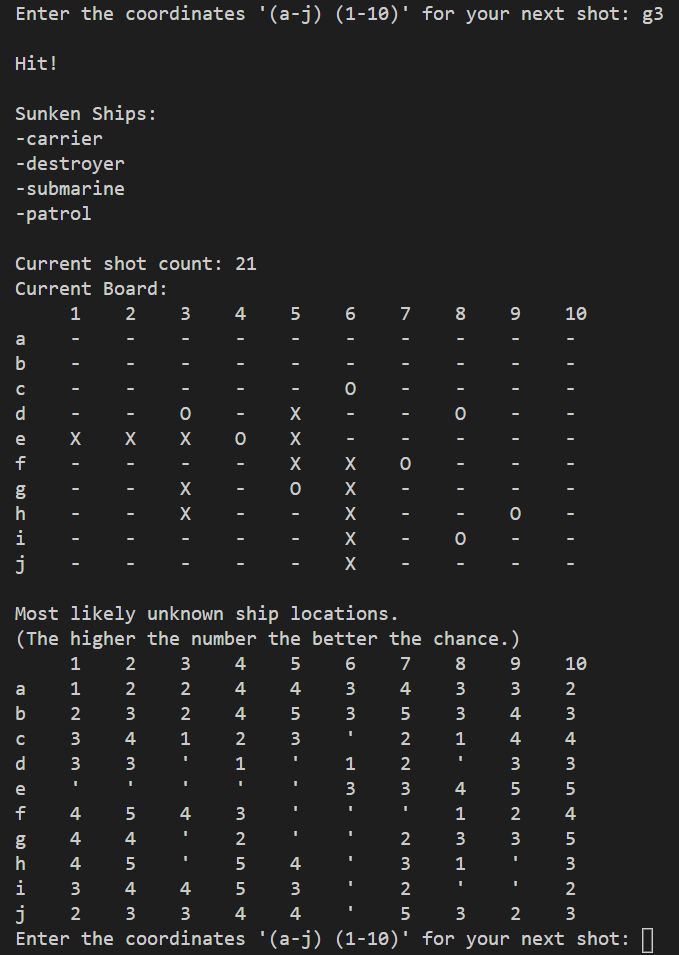 Enter the coordinates '(a-j) (1-10)' for your next shot: g3
Hit!
Sunken Ships:
-carrier
-destroyer
-submarine
-patrol
Current shot count: 21
Current Board:
1 2 3 4 5 6 7 8 9 10
a - - - - - - - - - -
b - - - - - - - - - -
c - - - - - O - - - -
d - - O - X - - O - -
e X X X O X - - - - -
f - - - - X X O - - -
g - - X - O X - - - -
h - - X - - X - - O -
i - - - - - X - O - -
j - - - - - X - - - -
Most likely unknown ship locations.
(The higher the number the better the chance.)
1 2 3 4 5 6 7 8 9 10
a 1 2 2 4 4 3 4 3 3 2
b 2 3 2 4 5 3 5 3 4 3
c 3 4 1 2 3 ' 2 1 4 4
d 3 3 ' 1 ' 1 2 ' 3 3
e ' ' ' ' ' 3 3 4 5 5
f 4 5 4 3 ' ' ' 1 2 4
g 4 4 ' 2 ' ' 2 3 3 5
h 4 5 ' 5 4 ' 3 1 ' 3
i 3 4 4 5 3 ' 2 ' ' 2
j 2 3 3 4 4 ' 5 3 2 3
Enter the coordinates '(a-j) (1-10)' for your next shot: